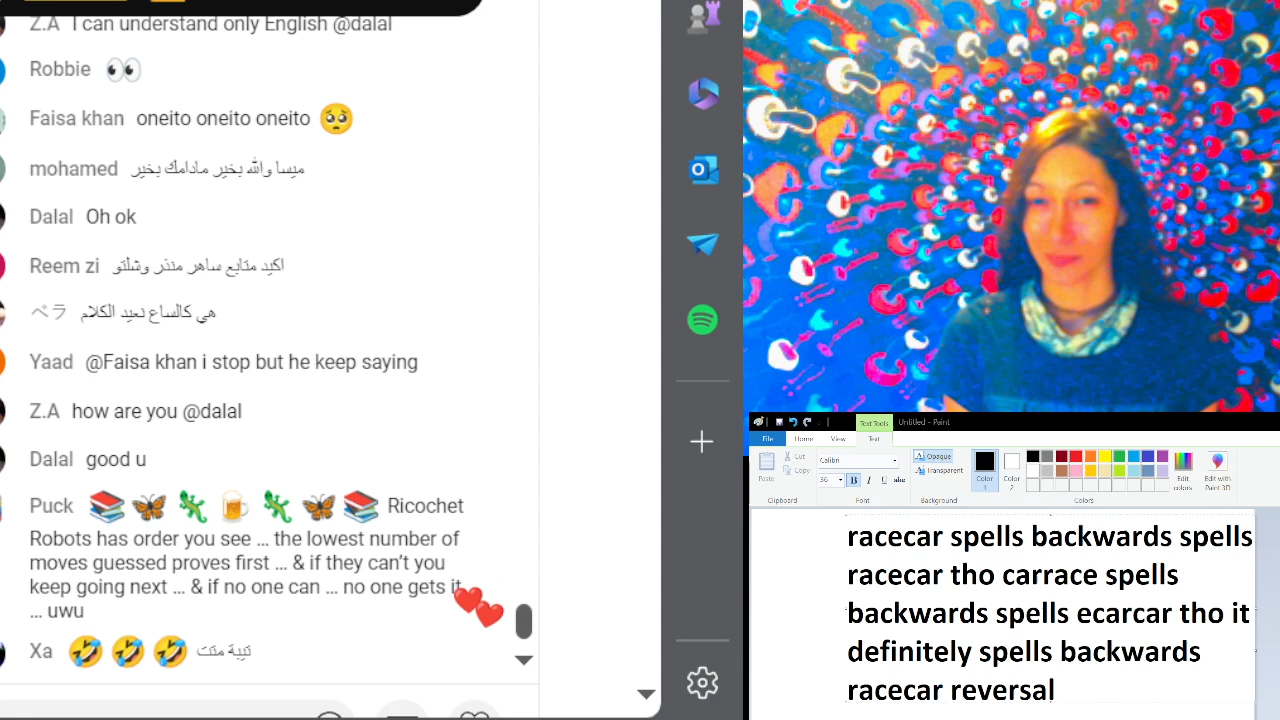 Z.A I can understand only English @dalal
Robbie 👀
Faisa khan oneito oneito oneito 🥺
mohamed ميسا والله بخير مادامك بخير
Dalal Oh ok
Reem zi اكيد متابع ساهر منذر وشلتو
ペラ هي كالساع نعيد الكلام
Yaad @Faisa khan i stop but he keep saying
Z.A how are you @dalal
Dalal good u
Puck 📚 🦋 🦎 🍺 🦎 🦋 📚 Ricochet
Robots has order you see … the lowest number of
moves guessed proves first … & if they can’t you
keep going next … & if no one can … no one gets it
… uwu
Xa 🤣 🤣 🤣
Text Tools
Untitled - Paint
File Home View Text
Paste
Cut
Copy
Clipboard
Calibri
36
B I U abc
Font
Opaque
Transparent
Background
Color
1
Color
2
Colors
Edit
colors
Edit with
Paint 3D
racecar spells backwards spells
racecar tho carrace spells
backwards spells ecarcar tho it
definitely spells backwards
racecar reversal